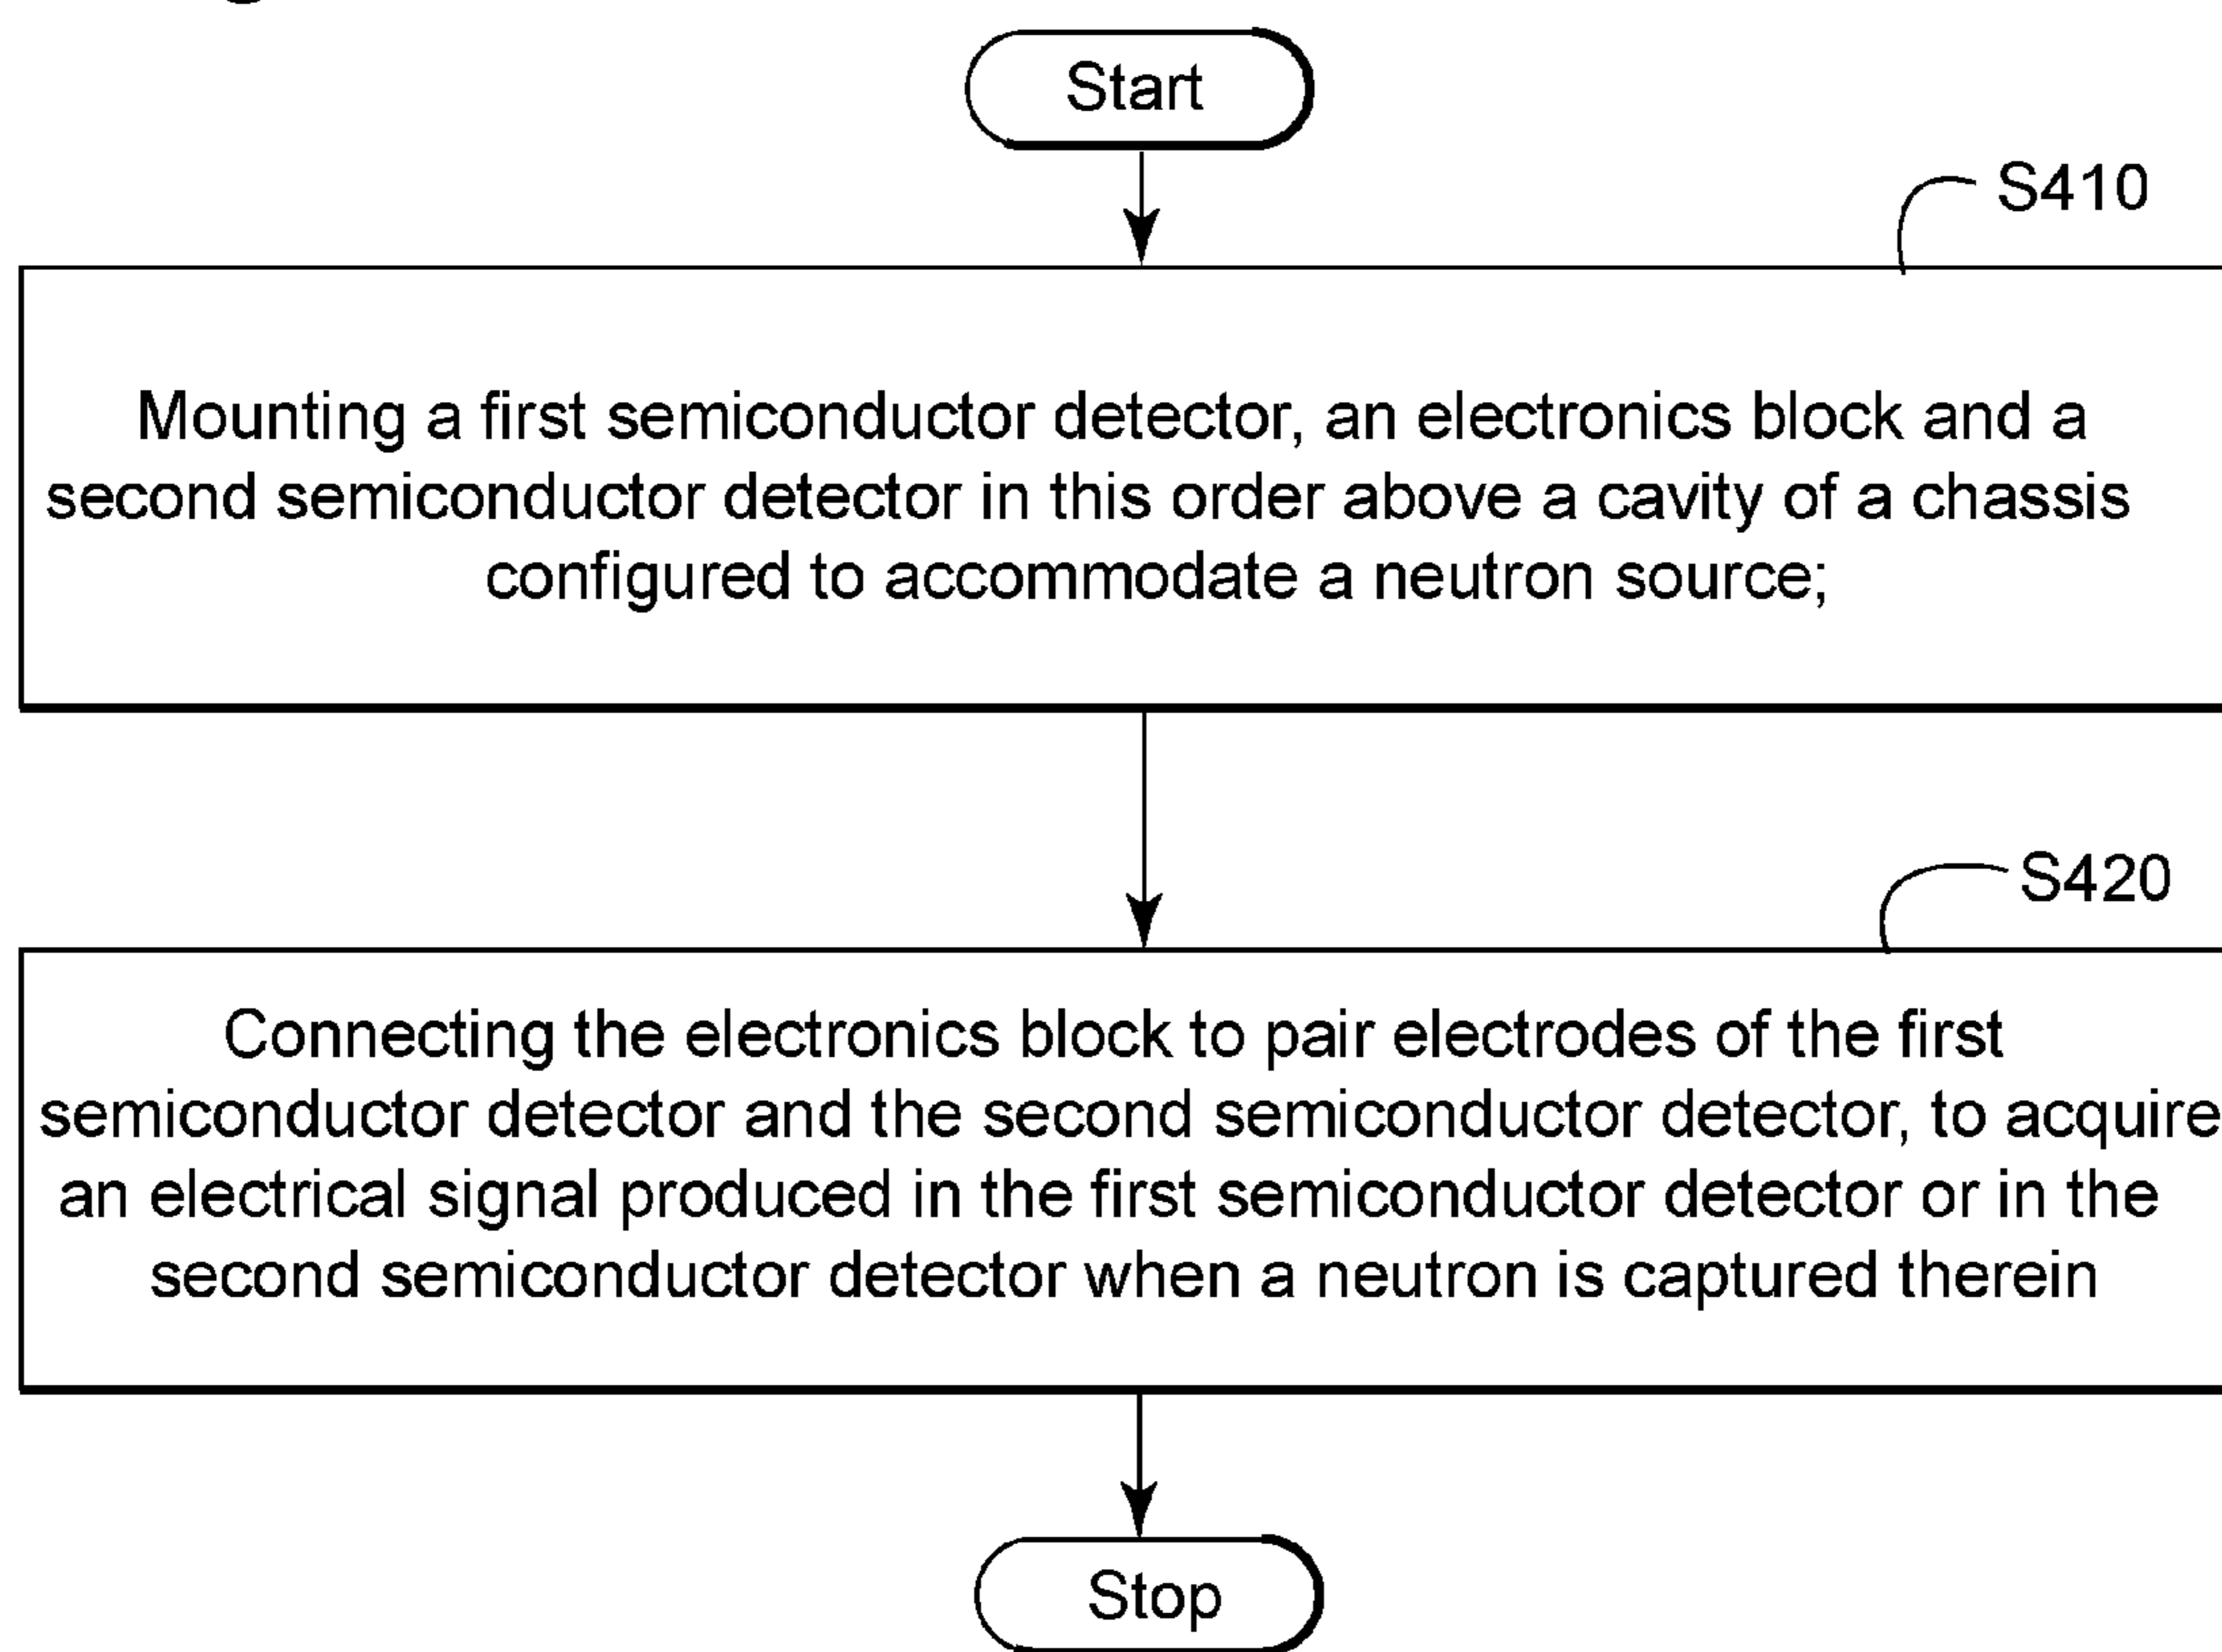 Start
S410
Mounting a first semiconductor detector, an electronics block and a
second semiconductor detector in this order above a cavity of a chassis
configured to accommodate a neutron source;
S420
Connecting the electronics block to pair electrodes of the first
semiconductor detector and the second semiconductor detector, to acquire
an electrical signal produced in the first semiconductor detector or in the
second semiconductor detector when a neutron is captured therein
Stop